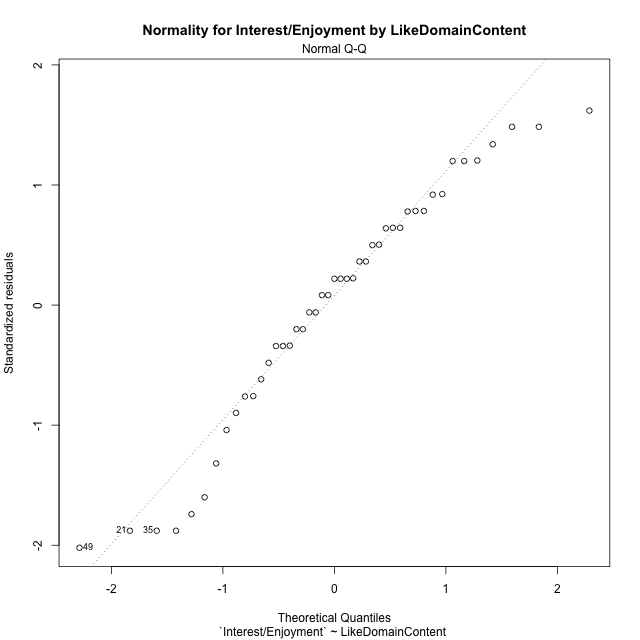 Normality for Interest/Enjoyment by LikeDomainContent
Normal Q-Q
2
1
0
-1
-2
Standardized residuals
21
35
49
-2
-1
0
1
2
Theoretical Quantiles
`Interest/Enjoyment` ~ LikeDomainContent